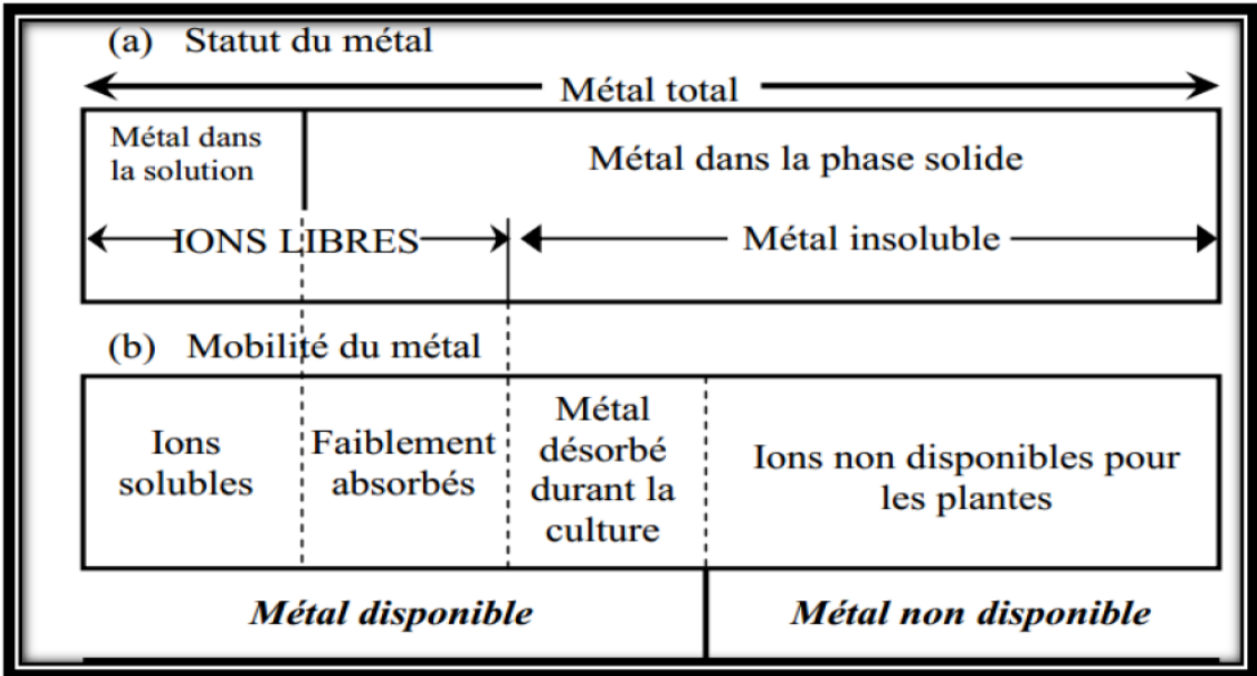 (a) Statut du métal
Métal total
Métal dans
la solution
Métal dans la phase solide
IONS LIBRES
Métal insoluble
(b) Mobilité du métal
Ions
solubles
Faiblement
absorbés
Métal
désorbé
durant la
culture
Ions non disponibles pour
les plantes
Métal disponible
Métal non disponible